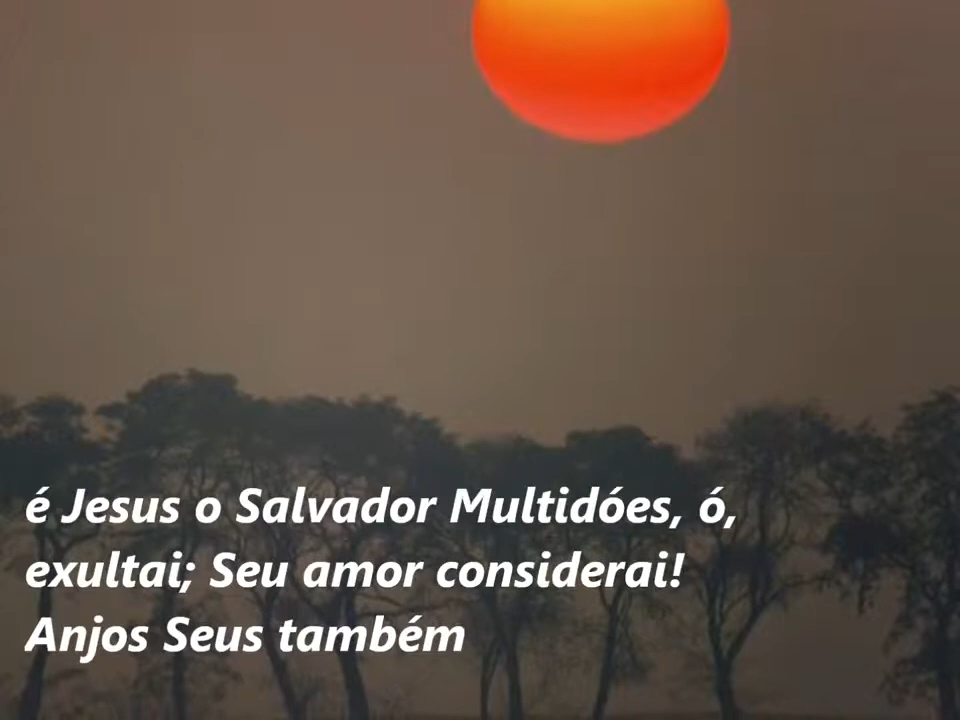 é Jesus o Salvador Multidóes, ó,
exultai; Seu amor considerai!
Anjos Seus também